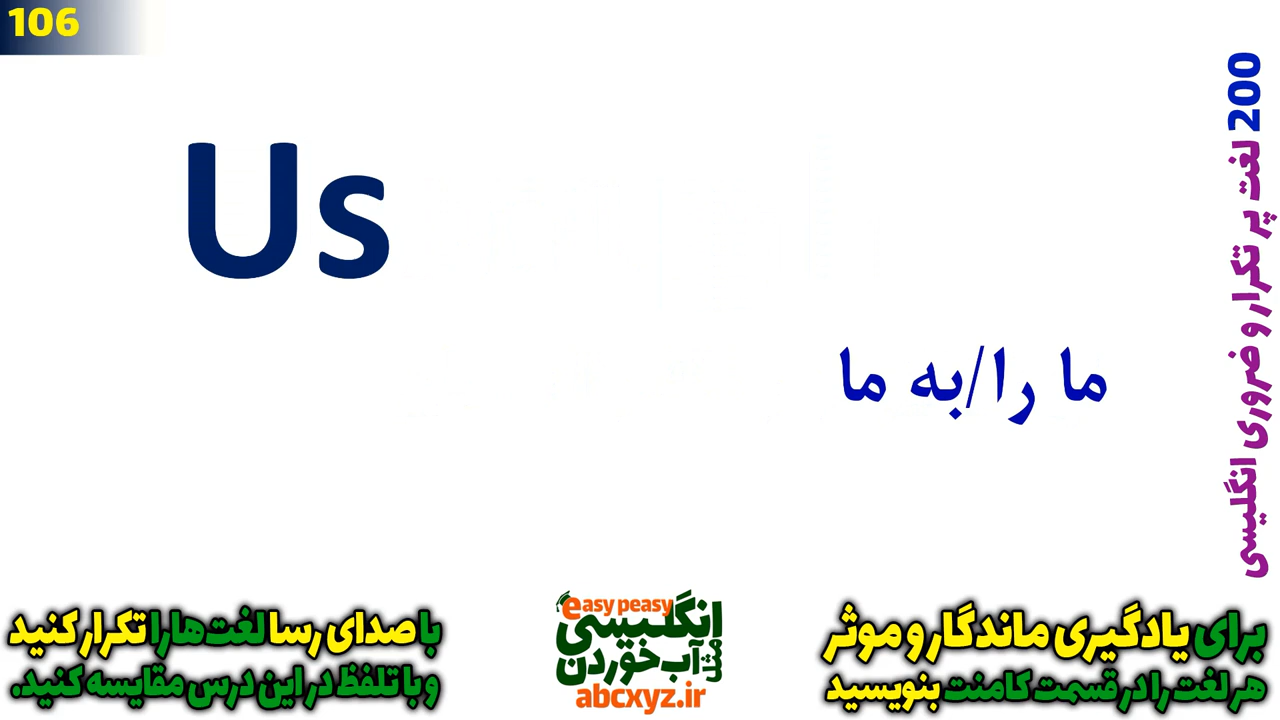 106
Us
ما را/به ما
200 لغت پر تکرار و ضروری انگلیسی
برای یادگیری ماندگار و موثر
هر لغت را در قسمت کامنت بنویسید
easy peasy
انگلیسی
مثل آب خوردن
abcxyz.ir
با صدای رسا لغت‌ها را تکرار کنید
و با تلفظ در این درس مقایسه کنید.